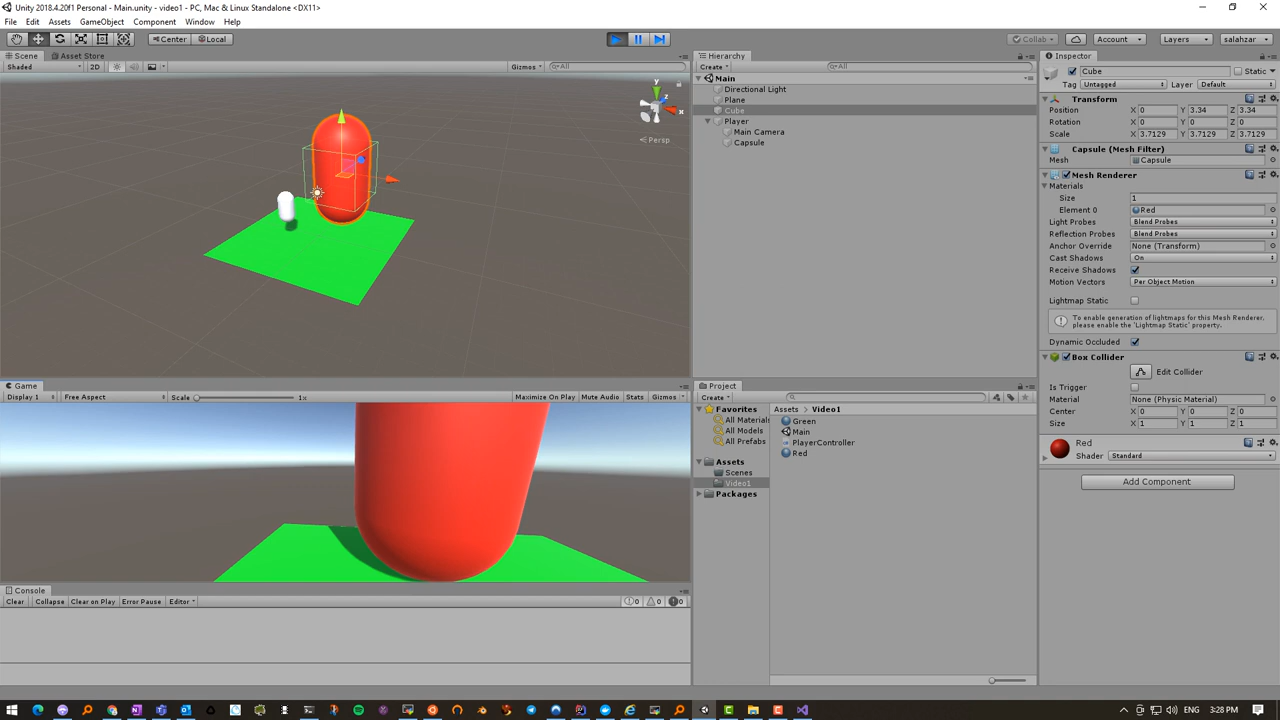 Unity 2018.4.20f1 Personal - Main.unity - video1 - PC, Mac & Linux Standalone <DX11>
File Edit Assets GameObject Component Window Help
Center Local
Collab Account Layers salahzar
Scene Asset Store
Shaded 2D Gizmos All
y
z
x
Persp
Game
Display 1 Free Aspect Scale 1x Maximize On Play Mute Audio Stats Gizmos
Console
Clear Collapse Clear on Play Error Pause Editor 0 0 0
Hierarchy
Create All
Main
Directional Light
Plane
Cube
Player
Main Camera
Capsule
Project
Create
Favorites
All Materials
All Models
All Prefabs
Assets
Scenes
Video1
Packages
Assets > Video1
Green
Main
PlayerController
Red
Inspector
Cube Static
Tag Untagged Layer Default
Transform
Position X 0 Y 3.34 Z 3.34
Rotation X 0 Y 0 Z 0
Scale X 3.7129 Y 3.7129 Z 3.7129
Capsule (Mesh Filter)
Mesh Capsule
Mesh Renderer
Materials
Size 1
Element 0 Red
Light Probes Blend Probes
Reflection Probes Blend Probes
Anchor Override None (Transform)
Cast Shadows On
Receive Shadows
Motion Vectors Per Object Motion
Lightmap Static
To enable generation of lightmaps for this Mesh Renderer,
please enable the 'Lightmap Static' property.
Dynamic Occluded
Box Collider
Edit Collider
Is Trigger
Material None (Physic Material)
Center X 0 Y 0 Z 0
Size X 1 Y 1 Z 1
Red
Shader Standard
Add Component
ENG 3:28 PM